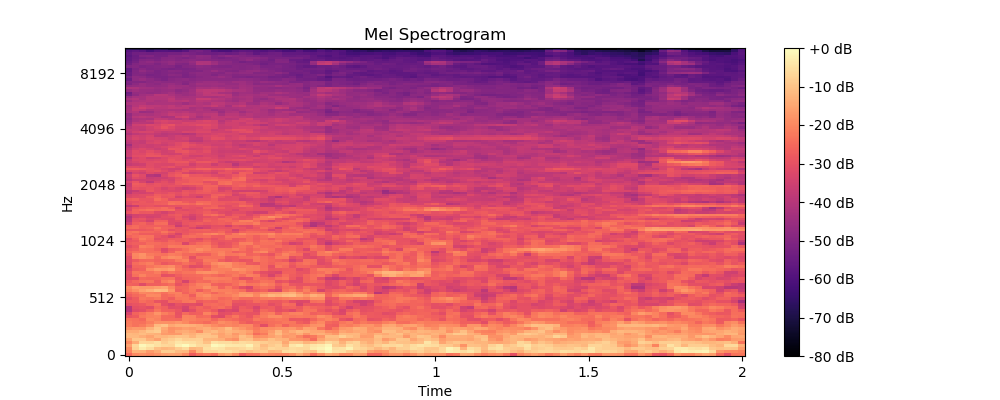 Mel Spectrogram
Hz
8192
4096
2048
1024
512
0
0 0.5 1 1.5 2
Time
+0 dB
-10 dB
-20 dB
-30 dB
-40 dB
-50 dB
-60 dB
-70 dB
-80 dB